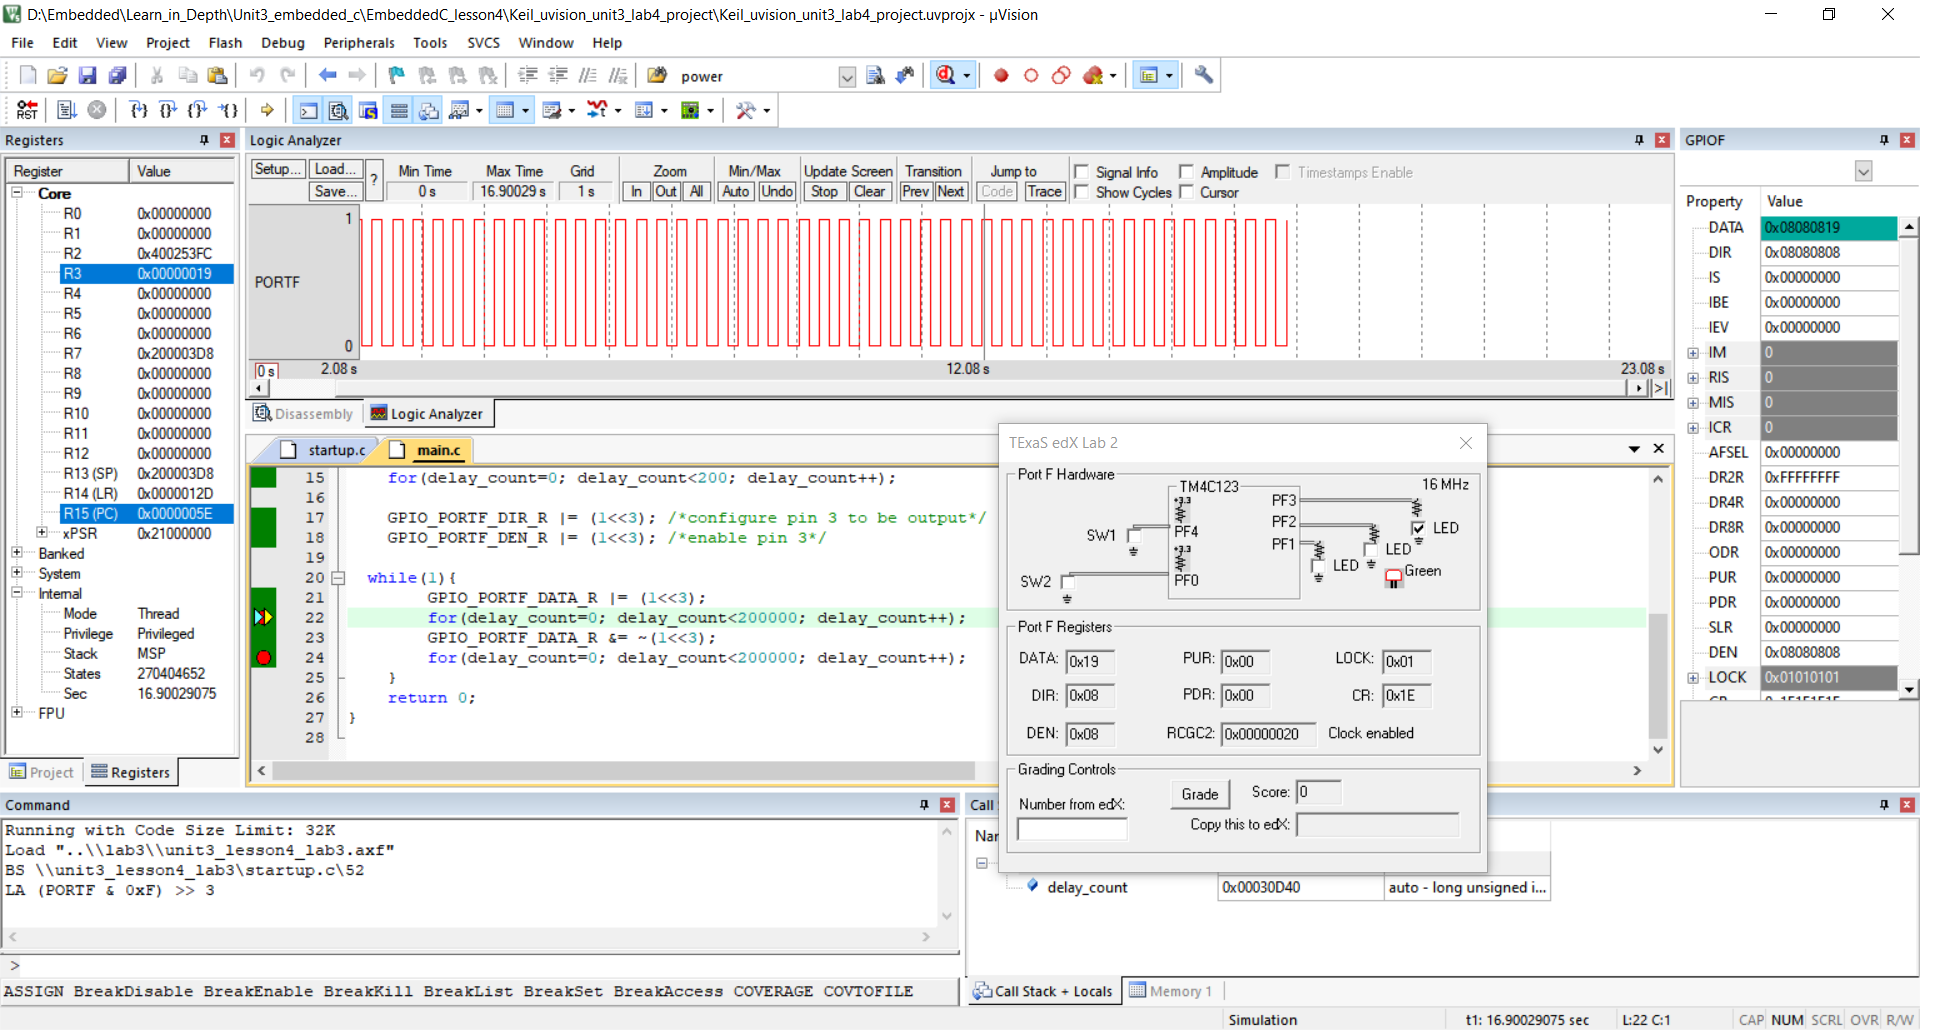 D:\Embedded\Learn_in_Depth\Unit3_embedded_c\EmbeddedC_lesson4\Keil_uvision_unit3_lab4_project\Keil_uvision_unit3_lab4_project.uvprojx - µVision
File Edit View Project Flash Debug Peripherals Tools SVCS Window Help
power
RST
Registers
Register Value
Core
R0 0x00000000
R1 0x00000000
R2 0x400253FC
R3 0x00000019
R4 0x00000000
R5 0x00000000
R6 0x00000000
R7 0x200003D8
R8 0x00000000
R9 0x00000000
R10 0x00000000
R11 0x00000000
R12 0x00000000
R13 (SP) 0x200003D8
R14 (LR) 0x0000012D
R15 (PC) 0x0000005E
xPSR 0x21000000
Banked
System
Internal
Mode Thread
Privilege Privileged
Stack MSP
States 270404652
Sec 16.90029075
FPU
Project Registers
Logic Analyzer
Setup... Load... Save... ?
Min Time Max Time Grid Zoom Min/Max Update Screen Transition Jump to
0 s 16.90029 s 1 s In Out All Auto Undo Stop Clear Prev Next Code Trace
Signal Info Amplitude Timestamps Enable
Show Cycles Cursor
1
PORTF
0
0 s 2.08 s 12.08 s 23.08 s
Disassembly Logic Analyzer
startup.c main.c
15 for(delay_count=0; delay_count<200; delay_count++);
16
17 GPIO_PORTF_DIR_R |= (1<<3); /*configure pin 3 to be output*/
18 GPIO_PORTF_DEN_R |= (1<<3); /*enable pin 3*/
19
20 while(1){
21 GPIO_PORTF_DATA_R |= (1<<3);
22 for(delay_count=0; delay_count<200000; delay_count++);
23 GPIO_PORTF_DATA_R &= ~(1<<3);
24 for(delay_count=0; delay_count<200000; delay_count++);
25 }
26 return 0;
27 }
28
TExaS edX Lab 2
Port F Hardware
TM4C123 16 MHz
+3.3
PF3
PF2
PF1
PF4
+3.3
PF0
SW1
SW2
LED
LED
LED
Green
Port F Registers
DATA: 0x19 PUR: 0x00 LOCK: 0x01
DIR: 0x08 PDR: 0x00 CR: 0x1E
DEN: 0x08 RCGC2: 0x00000020 Clock enabled
Grading Controls
Number from edX: Grade Score: 0
Copy this to edX:
GPIOF
Property Value
DATA 0x08080819
DIR 0x08080808
IS 0x00000000
IBE 0x00000000
IEV 0x00000000
IM 0
RIS 0
MIS 0
ICR 0
AFSEL 0x00000000
DR2R 0xFFFFFFFF
DR4R 0x00000000
DR8R 0x00000000
ODR 0x00000000
PUR 0x00000000
PDR 0x00000000
SLR 0x00000000
DEN 0x08080808
LOCK 0x01010101
Command
Running with Code Size Limit: 32K
Load "..\\lab3\\unit3_lesson4_lab3.axf"
BS \\unit3_lesson4_lab3\startup.c\52
LA (PORTF & 0xF) >> 3
>
ASSIGN BreakDisable BreakEnable BreakKill BreakList BreakSet BreakAccess COVERAGE COVTOFILE
Call
Nar
delay_count 0x00030D40 auto - long unsigned i...
Call Stack + Locals Memory 1
Simulation t1: 16.90029075 sec L:22 C:1 CAP NUM SCRL OVR R/W